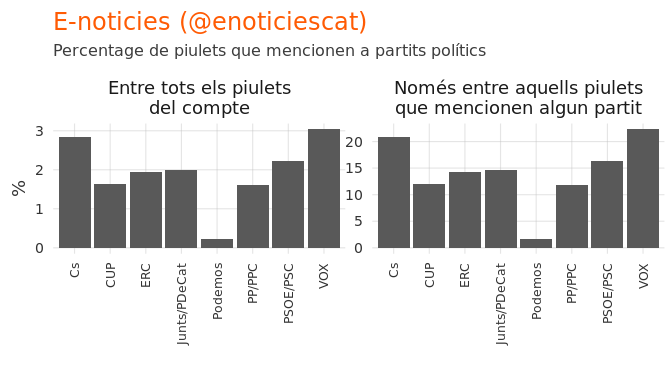 E-noticies (@enoticiescat)
Percentage de piulets que mencionen a partits polítics
Entre tots els piulets
del compte
Només entre aquells piulets
que mencionen algun partit
%
3
2
1
0
Cs
CUP
ERC
Junts/PDeCat
Podemos
PP/PPC
PSOE/PSC
VOX
20
15
10
5
0
Cs
CUP
ERC
Junts/PDeCat
Podemos
PP/PPC
PSOE/PSC
VOX